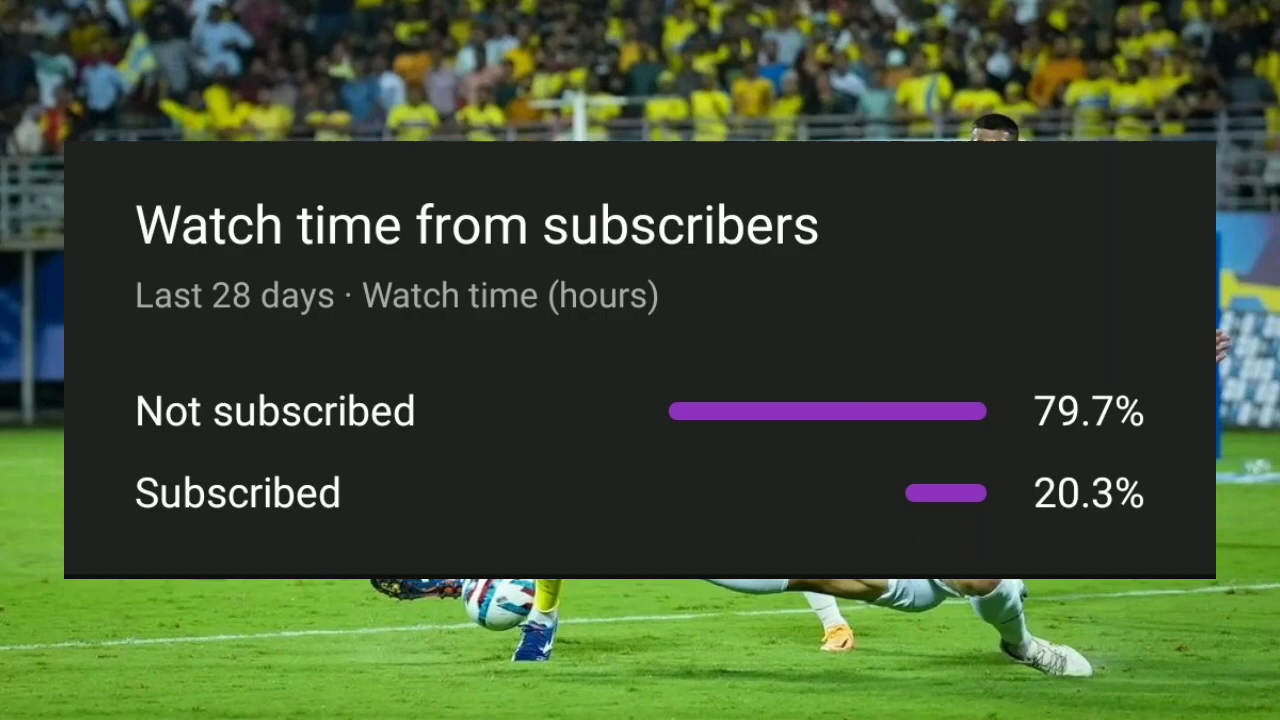 Watch time from subscribers
Last 28 days · Watch time (hours)
Not subscribed 79.7%
Subscribed 20.3%